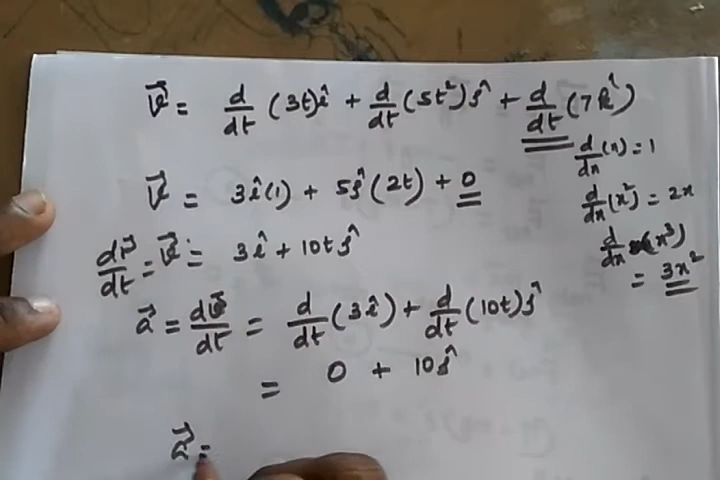 v⃗ = d/dt (3t)î + d/dt (5t²)ĵ + d/dt (7k̂)
d/dx (x) = 1
v⃗ = 3î(1) + 5ĵ(2t) + 0
d/dx (x²) = 2x
dr⃗/dt = v⃗ = 3î + 10tĵ
d/dx (x³)
= 3x²
a⃗ = dv⃗/dt = d/dt (3î) + d/dt (10t)ĵ
= 0 + 10ĵ
a⃗ =